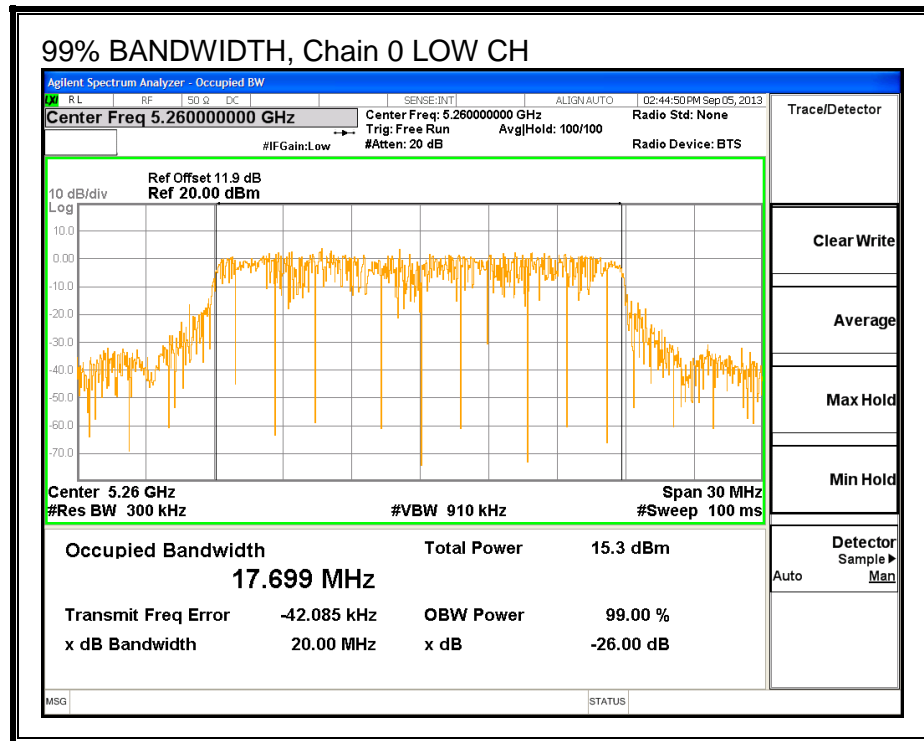 99% BANDWIDTH, Chain 0 LOW CH
Agilent Spectrum Analyzer - Occupied BW
LXI RL RF 50 Ω DC SENSE:INT ALIGN AUTO 02:44:50 PM Sep 05, 2013
Center Freq 5.260000000 GHz
Center Freq: 5.260000000 GHz
Radio Std: None
Trig: Free Run Avg|Hold: 100/100
#IFGain:Low
#Atten: 20 dB
Radio Device: BTS
Trace/Detector
Ref Offset 11.9 dB
10 dB/div Ref 20.00 dBm
Log
10.0
0.00
-10.0
-20.0
-30.0
-40.0
-50.0
-60.0
-70.0
Center 5.26 GHz
Span 30 MHz
#Res BW 300 kHz
#VBW 910 kHz
#Sweep 100 ms
Occupied Bandwidth
Total Power 15.3 dBm
17.699 MHz
Transmit Freq Error -42.085 kHz
OBW Power 99.00 %
x dB Bandwidth 20.00 MHz
x dB -26.00 dB
Clear Write
Average
Max Hold
Min Hold
Detector
Sample▶
Auto Man
MSG
STATUS